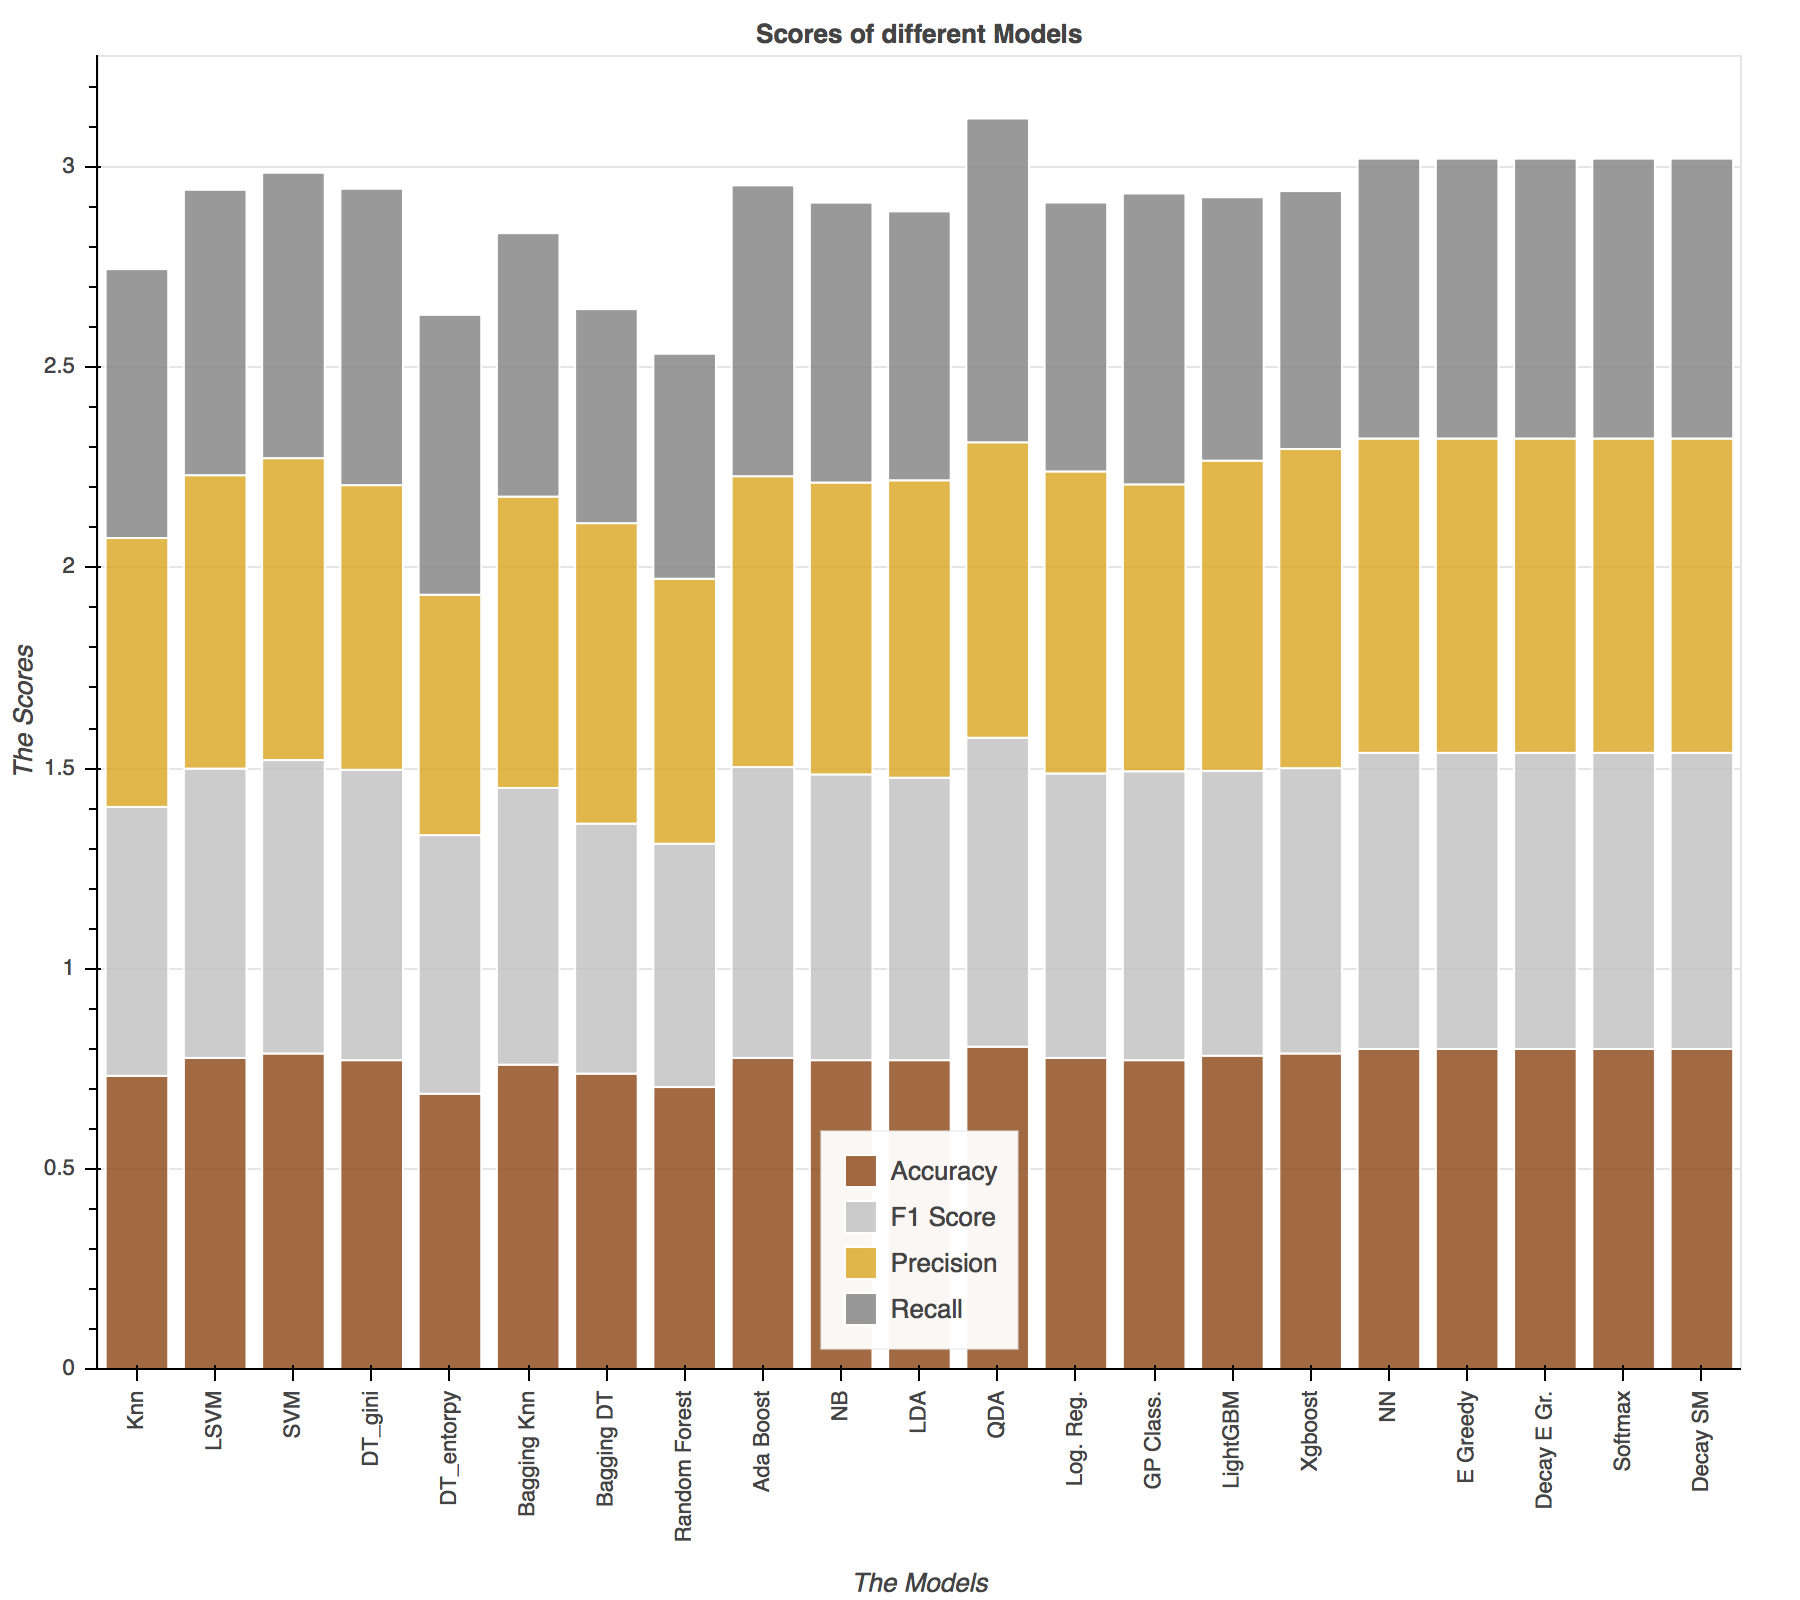 Scores of different Models
3
2.5
2
1.5
1
0.5
0
The Scores
Accuracy
F1 Score
Precision
Recall
Knn
LSVM
SVM
DT_gini
DT_entorpy
Bagging Knn
Bagging DT
Random Forest
Ada Boost
NB
LDA
QDA
Log. Reg.
GP Class.
LightGBM
Xgboost
NN
E Greedy
Decay E Gr.
Softmax
Decay SM
The Models